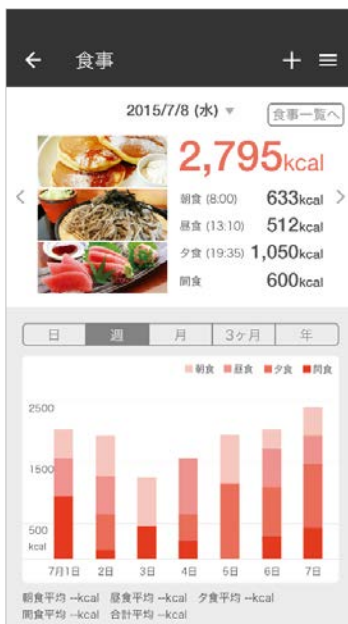 食事
2015/7/8 (水)
食事一覧へ
2,795kcal
朝食 (8:00) 633kcal
昼食 (13:10) 512kcal
夕食 (19:35) 1,050kcal
間食 600kcal
日 週 月 3ヶ月 年
朝食 昼食 夕食 間食
2500
1500
500
kcal
7月1日 2日 3日 4日 5日 6日 7日
朝食平均 --kcal 昼食平均 --kcal 夕食平均 --kcal
間食平均 --kcal 合計平均 --kcal